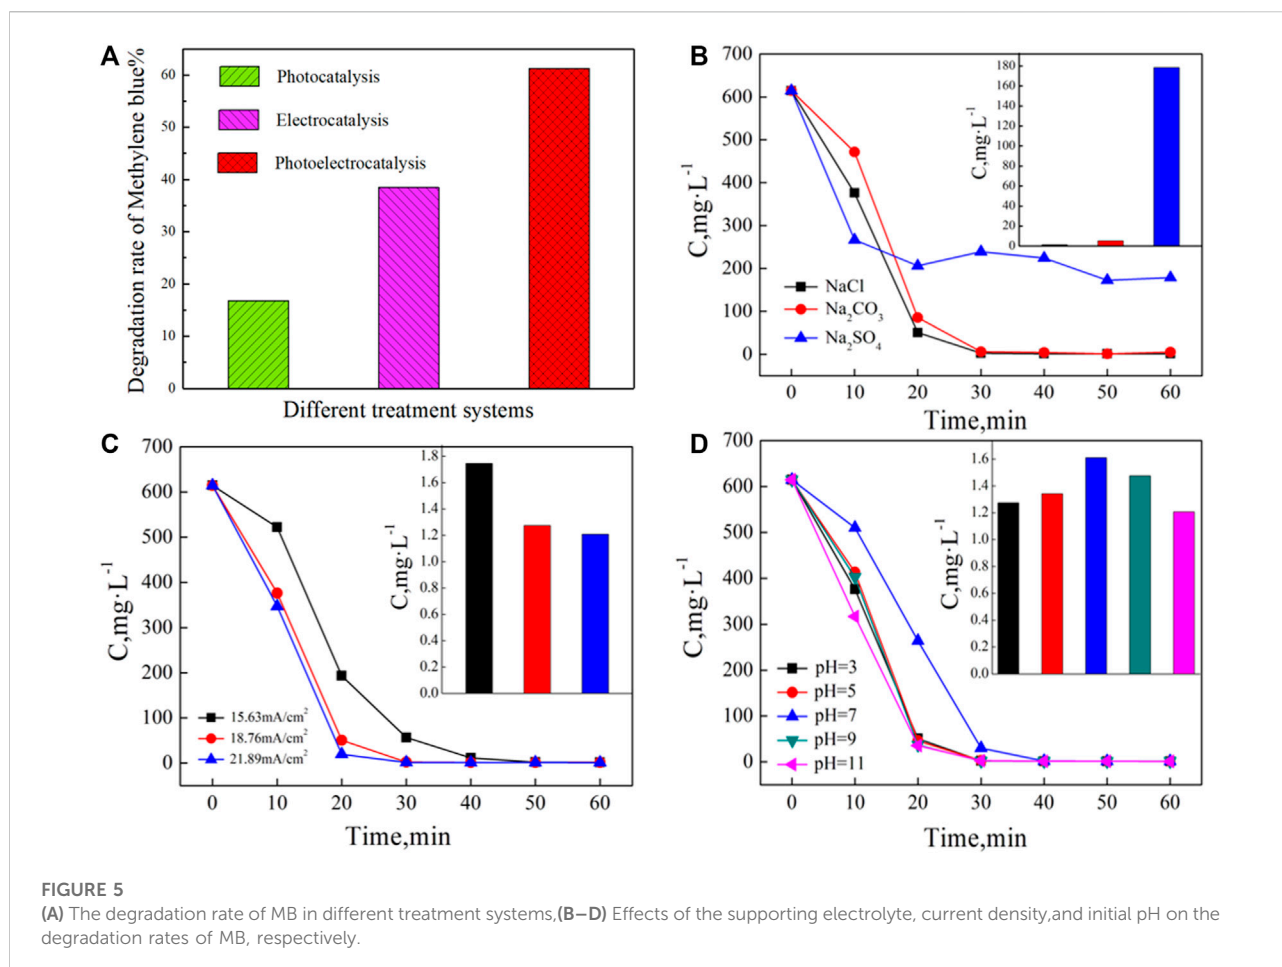 A
Degradation rate of Methylene blue%
60
50
40
30
20
10
0
Photocatalysis
Electrocatalysis
Photoelectrocatalysis
Different treatment systems
B
C,mg·L⁻¹
700
600
500
400
300
200
100
0
0 10 20 30 40 50 60
Time,min
NaCl
Na₂CO₃
Na₂SO₄
C,mg·L⁻¹
180
160
140
120
100
80
60
40
20
0
C
C,mg·L⁻¹
700
600
500
400
300
200
100
0
0 10 20 30 40 50 60
Time,min
15.63mA/cm²
18.76mA/cm²
21.89mA/cm²
C,mg·L⁻¹
1.8
1.6
1.4
1.2
1.0
0.8
0.6
0.4
0.2
0.0
D
C,mg·L⁻¹
700
600
500
400
300
200
100
0
0 10 20 30 40 50 60
Time,min
pH=3
pH=5
pH=7
pH=9
pH=11
C,mg·L⁻¹
1.6
1.4
1.2
1.0
0.8
0.6
0.4
0.2
0.0
FIGURE 5
(A) The degradation rate of MB in different treatment systems,(B–D) Effects of the supporting electrolyte, current density,and initial pH on the
degradation rates of MB, respectively.